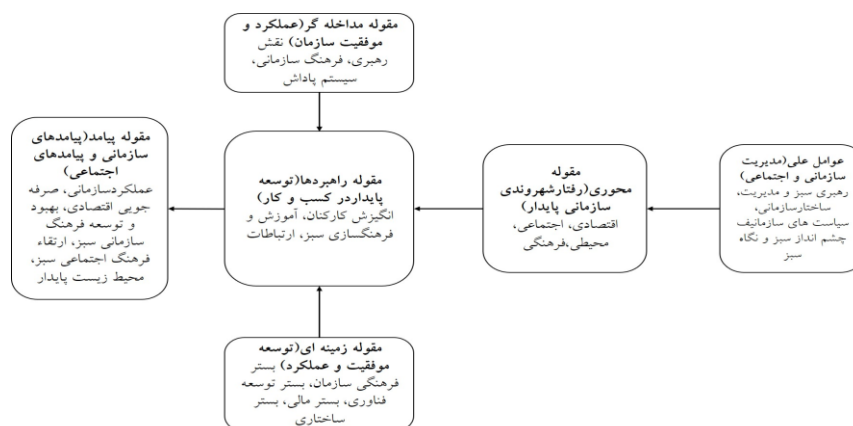 مقوله مداخله گر(عملکرد و
موفقیت سازمان) نقش
رهبری، فرهنگ سازمانی،
سیستم پاداش
عوامل علی(مدیریت
سازمانی و اجتماعی)
رهبری سبز و مدیریت،
ساختارسازمانی،
سیاست های سازمانیف
چشم انداز سبز و نگاه
سبز
مقوله
محوری(رفتارشهروندی
سازمانی پایدار)
اقتصادی، اجتماعی،
محیطی،فرهنگی
مقوله راهبردها(توسعه
پایداردر کسب و کار)
انگیزش کارکنان، آموزش و
فرهنگسازی سبز، ارتباطات
مقوله پیامد(پیامدهای
سازمانی و پیامدهای
اجتماعی)
عملکردسازمانی، صرفه
جویی اقتصادی، بهبود
و توسعه فرهنگ
سازمانی سبز، ارتقاء
فرهنگ اجتماعی سبز،
محیط زیست پایدار
مقوله زمینه ای(توسعه
موفقیت و عملکرد) بستر
فرهنگی سازمان، بستر توسعه
فناوری، بستر مالی، بستر
ساختاری